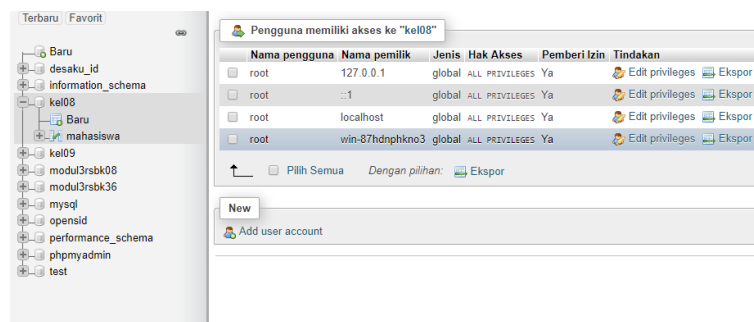 Terbaru Favorit
Baru
desaku_id
information_schema
kel08
Baru
mahasiswa
kel09
modul3rsbk08
modul3rsbk36
mysql
opensid
performance_schema
phpmyadmin
test
Pengguna memiliki akses ke "kel08"
Nama pengguna Nama pemilik Jenis Hak Akses Pemberi Izin Tindakan
root 127.0.0.1 global ALL PRIVILEGES Ya Edit privileges Ekspor
root ::1 global ALL PRIVILEGES Ya Edit privileges Ekspor
root localhost global ALL PRIVILEGES Ya Edit privileges Ekspor
root win-87hdnphkno3 global ALL PRIVILEGES Ya Edit privileges Ekspor
Pilih Semua Dengan pilihan: Ekspor
New
Add user account